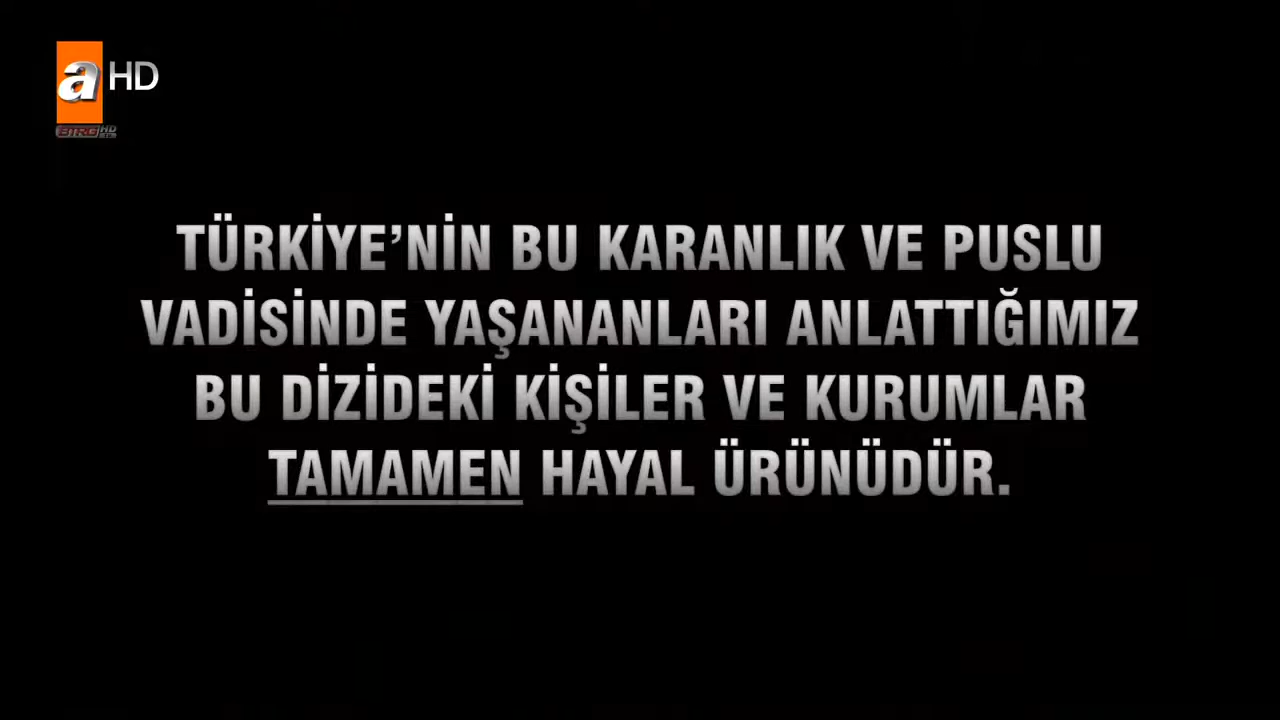 a HD
TÜRKİYE'NİN BU KARANLIK VE PUSLU
VADİSİNDE YAŞANANLARI ANLATTIĞIMIZ
BU DİZİDEKİ KİŞİLER VE KURUMLAR
TAMAMEN HAYAL ÜRÜNÜDÜR.